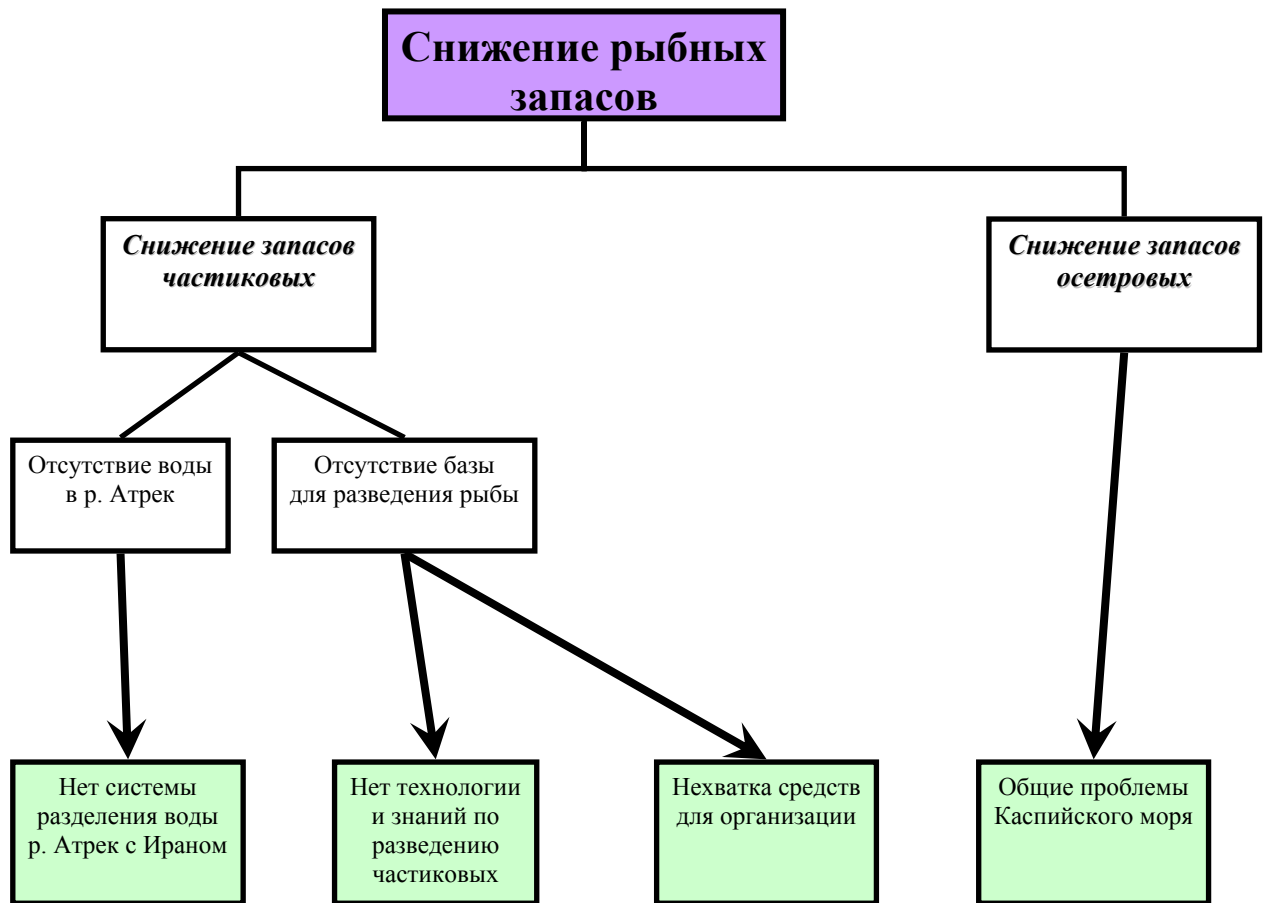 Снижение рыбных
запасов
Снижение запасов
частиковых
Снижение запасов
осетровых
Отсутствие воды
в р. Атрек
Отсутствие базы
для разведения рыбы
Нет системы
разделения воды
р. Атрек с Ираном
Нет технологии
и знаний по
разведению
частиковых
Нехватка средств
для организации
Общие проблемы
Каспийского моря